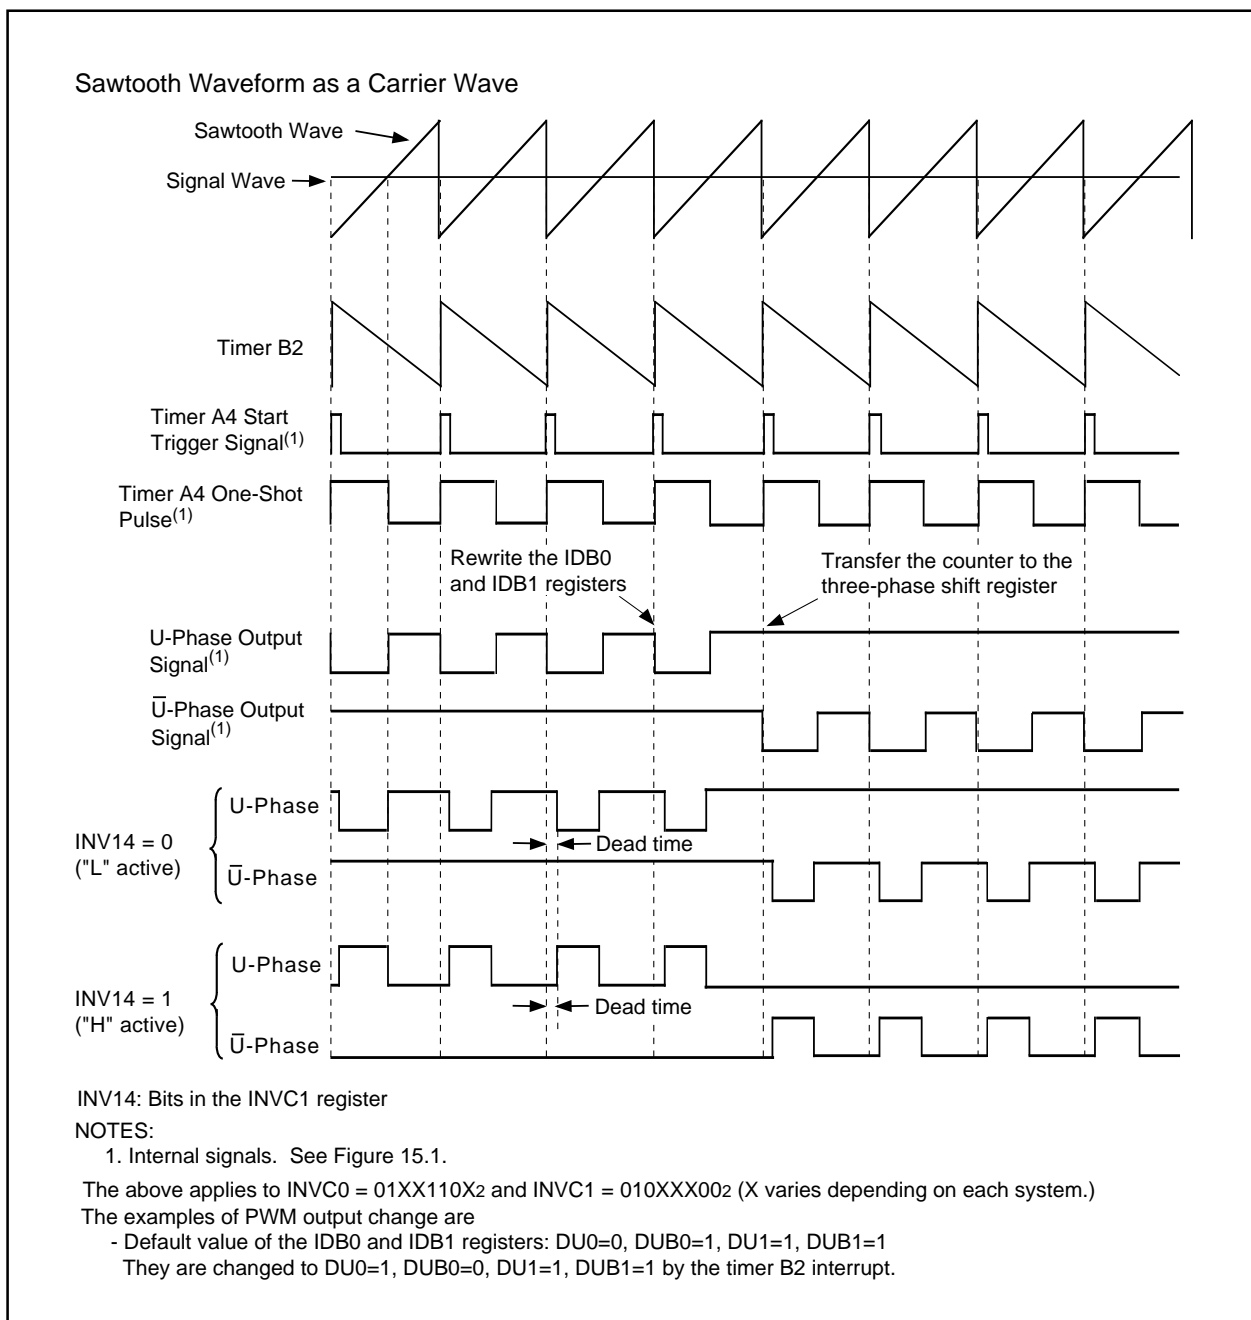 Sawtooth Waveform as a Carrier Wave
Sawtooth Wave
Signal Wave
Timer B2
Timer A4 Start
Trigger Signal(1)
Timer A4 One-Shot
Pulse(1)
Rewrite the IDB0
and IDB1 registers
Transfer the counter to the
three-phase shift register
U-Phase Output
Signal(1)
U̅-Phase Output
Signal(1)
INV14 = 0
("L" active)
U-Phase
Dead time
U̅-Phase
INV14 = 1
("H" active)
U-Phase
Dead time
U̅-Phase
INV14: Bits in the INVC1 register
NOTES:
1. Internal signals. See Figure 15.1.
The above applies to INVC0 = 01XX110X2 and INVC1 = 010XXX002 (X varies depending on each system.)
The examples of PWM output change are
- Default value of the IDB0 and IDB1 registers: DU0=0, DUB0=1, DU1=1, DUB1=1
They are changed to DU0=1, DUB0=0, DU1=1, DUB1=1 by the timer B2 interrupt.